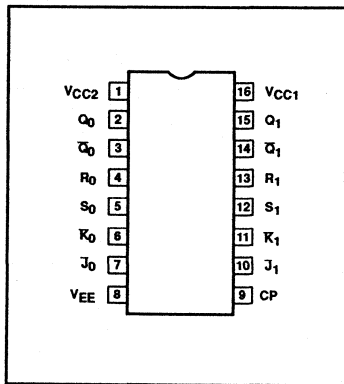 VCC2 1 16 VCC1
Q0 2 15 Q1
Q̅0 3 14 Q̅1
R0 4 13 R1
S0 5 12 S1
K̅0 6 11 K̅1
J̅0 7 10 J̅1
VEE 8 9 CP